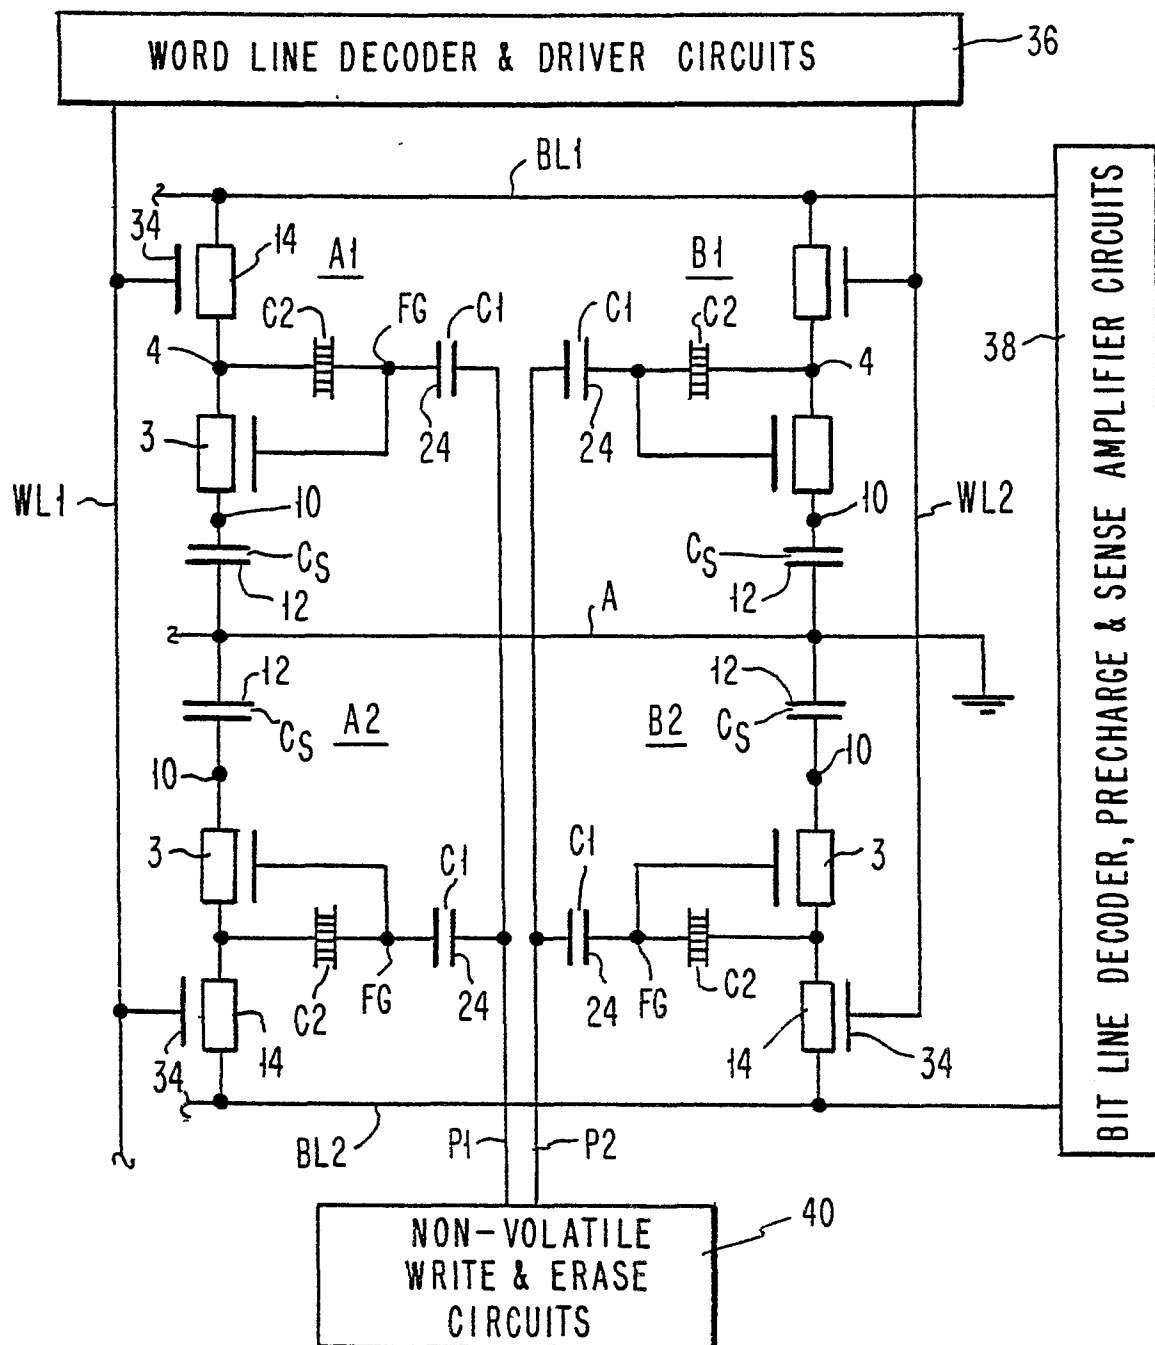 WORD LINE DECODER & DRIVER CIRCUITS
36
BL1
34
14
A1
B1
C2
FG
C1
C1
C2
38
4
4
3
24
24
WL1
10
10
WL2
CS
CS
12
12
A
12
12
CS
A2
B2
CS
10
10
3
C1
C1
3
C2
FG
24
24
FG
C2
34
14
14
34
BL2
P1
P2
40
NON-VOLATILE
WRITE & ERASE
CIRCUITS
BIT LINE DECODER, PRECHARGE & SENSE AMPLIFIER CIRCUITS